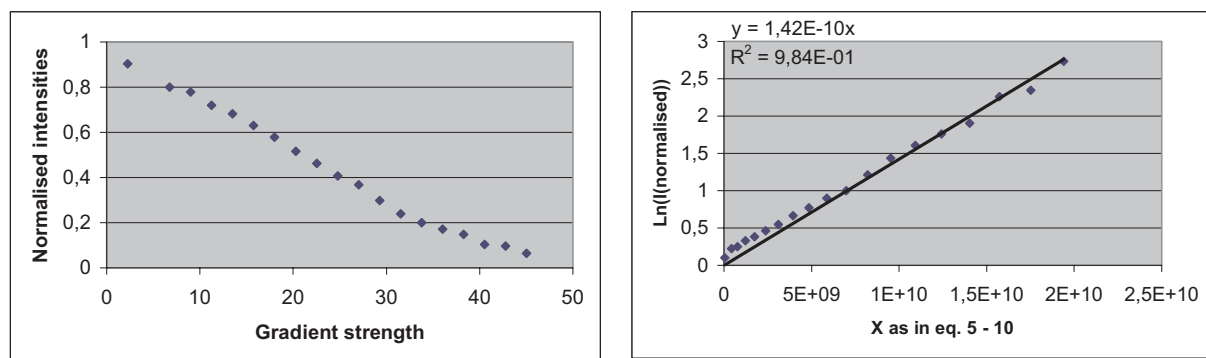 Normalised intensities
1
0,8
0,6
0,4
0,2
0
0 10 20 30 40 50
Gradient strength
y = 1,42E-10x
R² = 9,84E-01
Ln(I(normalised))
3
2,5
2
1,5
1
0,5
0
0 5E+09 1E+10 1,5E+10 2E+10 2,5E+10
X as in eq. 5 - 10